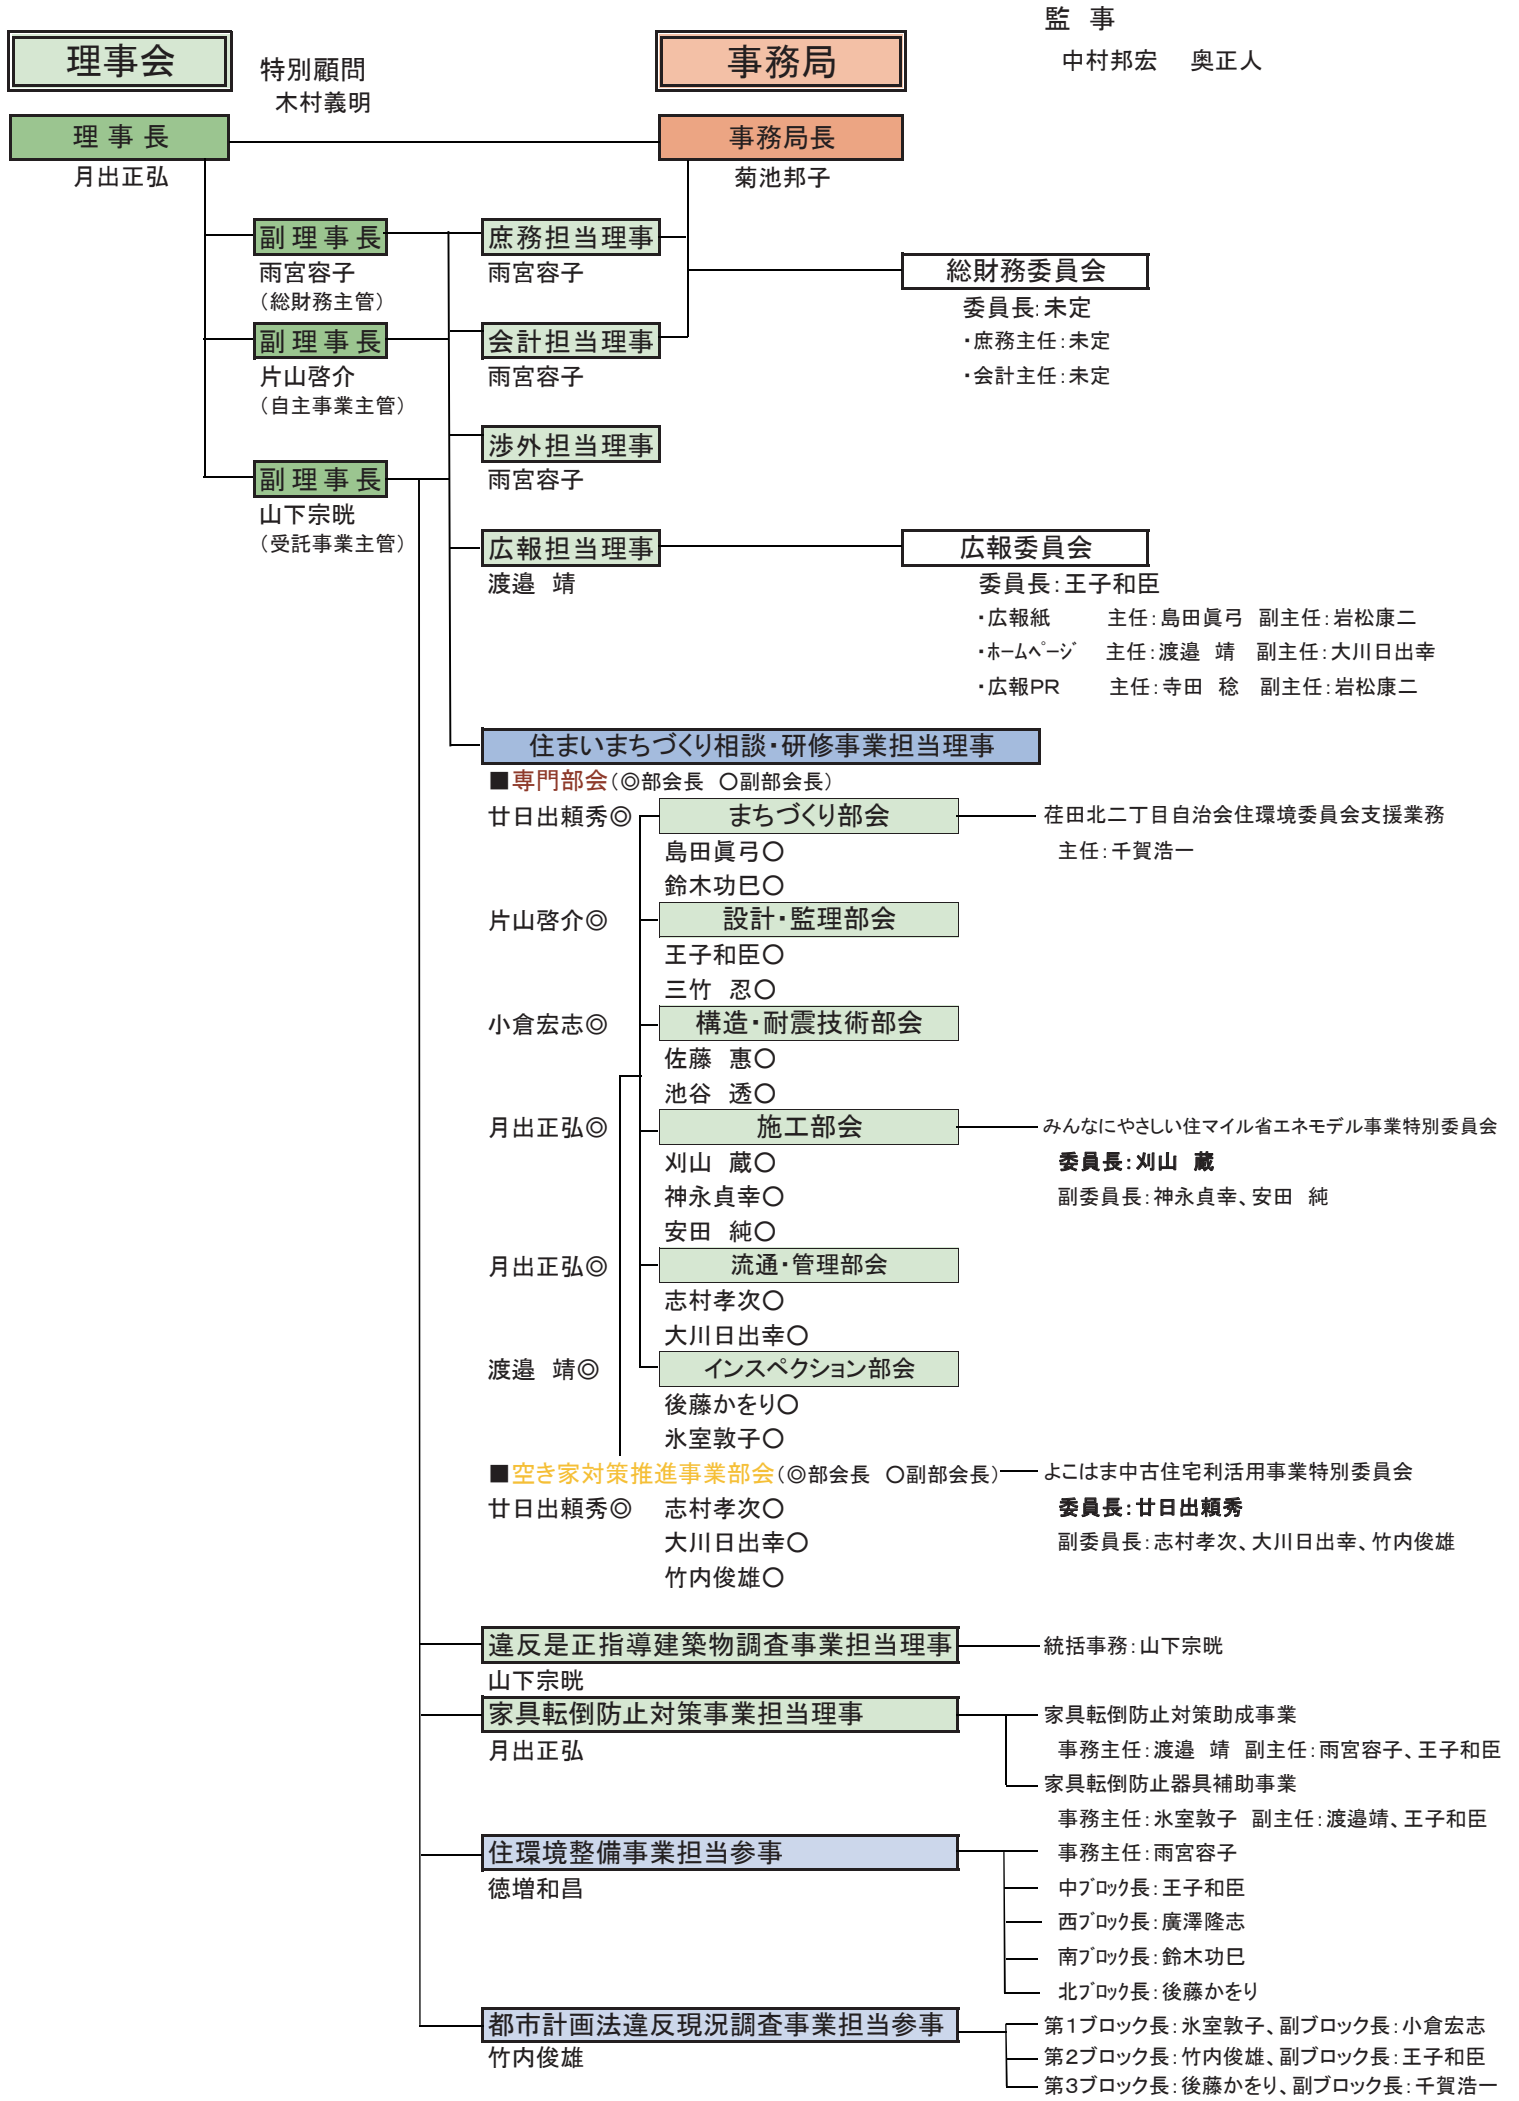 監　事
理事会
事務局
特別顧問
中村邦宏　奥正人
木村義明
理 事 長
事務局長
月出正弘
菊池邦子
副 理 事 長
庶務担当理事
雨宮容子
（総財務主管）
雨宮容子
総財務委員会
委員長：未定
・庶務主任：未定
・会計主任：未定
副 理 事 長
会計担当理事
片山啓介
（自主事業主管）
雨宮容子
渉外担当理事
雨宮容子
副 理 事 長
山下宗晄
（受託事業主管）
広報担当理事
渡邉　靖
広報委員会
委員長：王子和臣
・広報紙　主任：島田眞弓　副主任：岩松康二
・ホームページ　主任：渡邉　靖　副主任：大川日出幸
・広報PR　主任：寺田　稔　副主任：岩松康二
住まいまちづくり相談・研修事業担当理事
■専門部会（◎部会長　〇副部会長）
廿日出頼秀◎
まちづくり部会
荏田北二丁目自治会住環境委員会支援業務
島田眞弓〇
主任：千賀浩一
鈴木功巳〇
片山啓介◎
設計・監理部会
王子和臣〇
三竹　忍〇
小倉宏志◎
構造・耐震技術部会
佐藤　惠〇
池谷　透〇
月出正弘◎
施工部会
みんなにやさしい住マイル省エネモデル事業特別委員会
刈山　蔵〇
委員長：刈山　蔵
神永貞幸〇
副委員長：神永貞幸、安田　純
安田　純〇
月出正弘◎
流通・管理部会
志村孝次〇
大川日出幸〇
渡邉　靖◎
インスペクション部会
後藤かをり〇
氷室敦子〇
■空き家対策推進事業部会（◎部会長　〇副部会長）
よこはま中古住宅利活用事業特別委員会
廿日出頼秀◎
志村孝次〇
委員長：廿日出頼秀
大川日出幸〇
副委員長：志村孝次、大川日出幸、竹内俊雄
竹内俊雄〇
違反是正指導建築物調査事業担当理事
統括事務：山下宗晄
山下宗晄
家具転倒防止対策事業担当理事
家具転倒防止対策助成事業
月出正弘
事務主任：渡邉　靖　副主任：雨宮容子、王子和臣
家具転倒防止器具補助事業
事務主任：氷室敦子　副主任：渡邉靖、王子和臣
住環境整備事業担当参事
事務主任：雨宮容子
徳増和昌
中ブロック長：王子和臣
西ブロック長：廣澤隆志
南ブロック長：鈴木功巳
北ブロック長：後藤かをり
都市計画法違反現況調査事業担当参事
第１ブロック長：氷室敦子、副ブロック長：小倉宏志
竹内俊雄
第２ブロック長：竹内俊雄、副ブロック長：王子和臣
第３ブロック長：後藤かをり、副ブロック長：千賀浩一